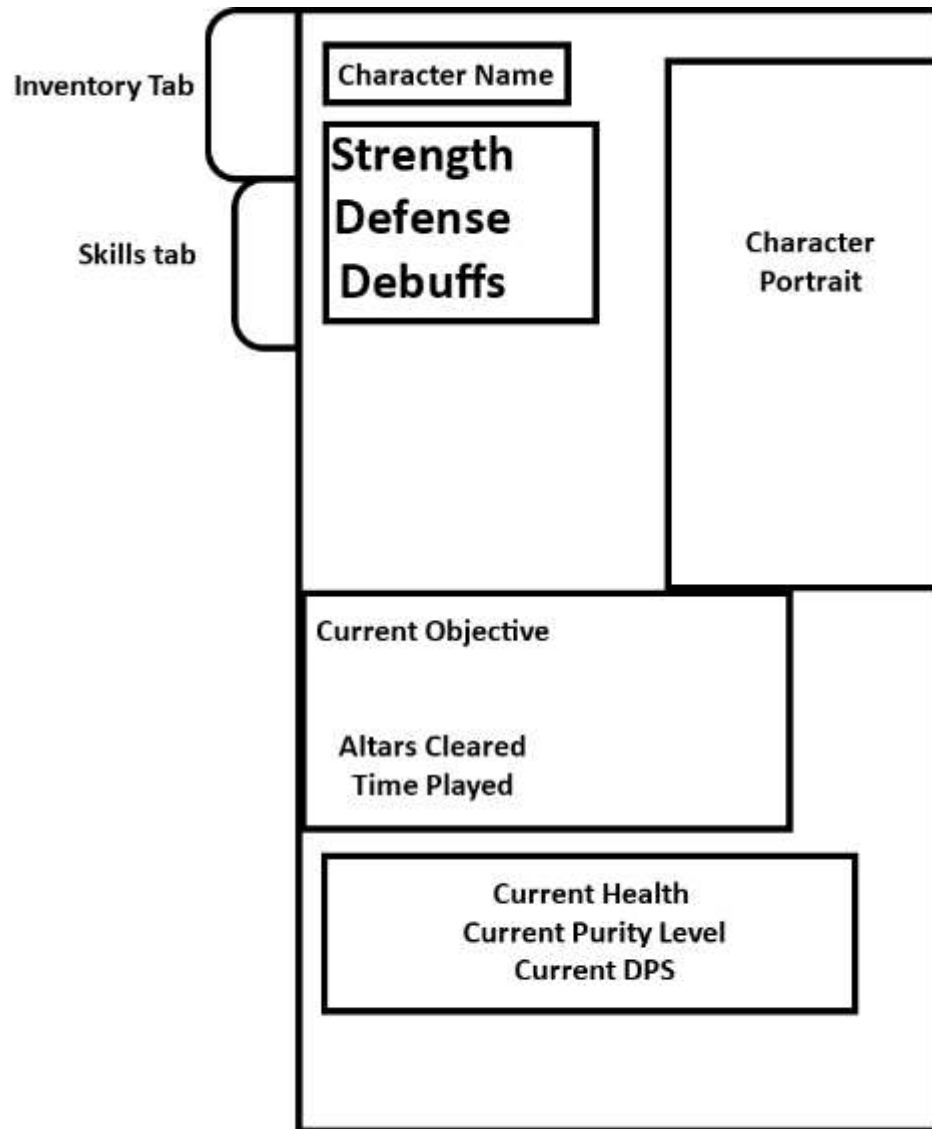 Inventory Tab
Character Name
Strength
Defense
Debuffs
Skills tab
Character
Portrait
Current Objective
Altars Cleared
Time Played
Current Health
Current Purity Level
Current DPS